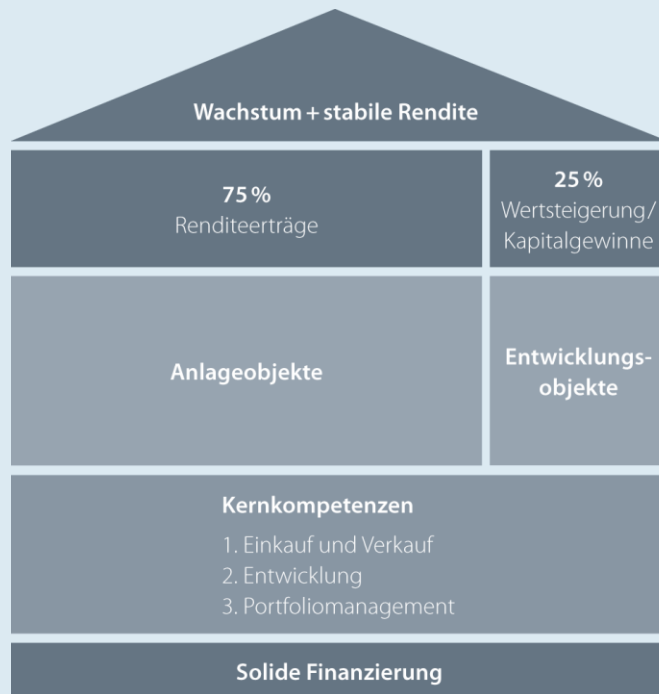 Wachstum + stabile Rendite
75 %
Renditeerträge
25 %
Wertsteigerung/
Kapitalgewinne
Anlageobjekte
Entwicklungs-
objekte
Kernkompetenzen
1. Einkauf und Verkauf
2. Entwicklung
3. Portfoliomanagement
Solide Finanzierung